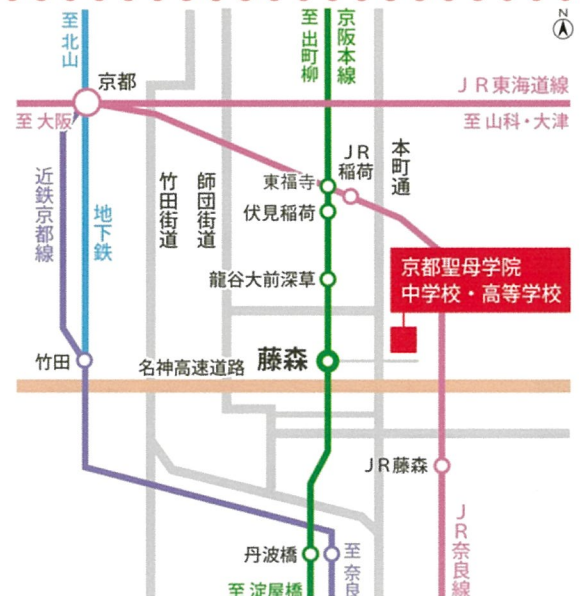 N
至 北山
至 出町柳
京阪本線
京都
ＪＲ東海道線
至 大阪
至 山科・大津
ＪＲ
稲荷
本町通
東福寺
近鉄京都線
地下鉄
竹田街道
師団街道
伏見稲荷
京都聖母学院
中学校・高等学校
龍谷大前深草
竹田
名神高速道路
藤森
ＪＲ藤森
ＪＲ奈良線
丹波橋
至 奈良
至 淀屋橋